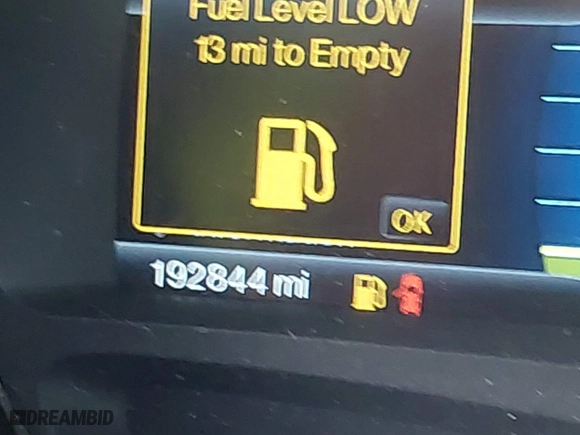 Fuel Level LOW
13 mi to Empty
OK
192844 mi
DREAMBID